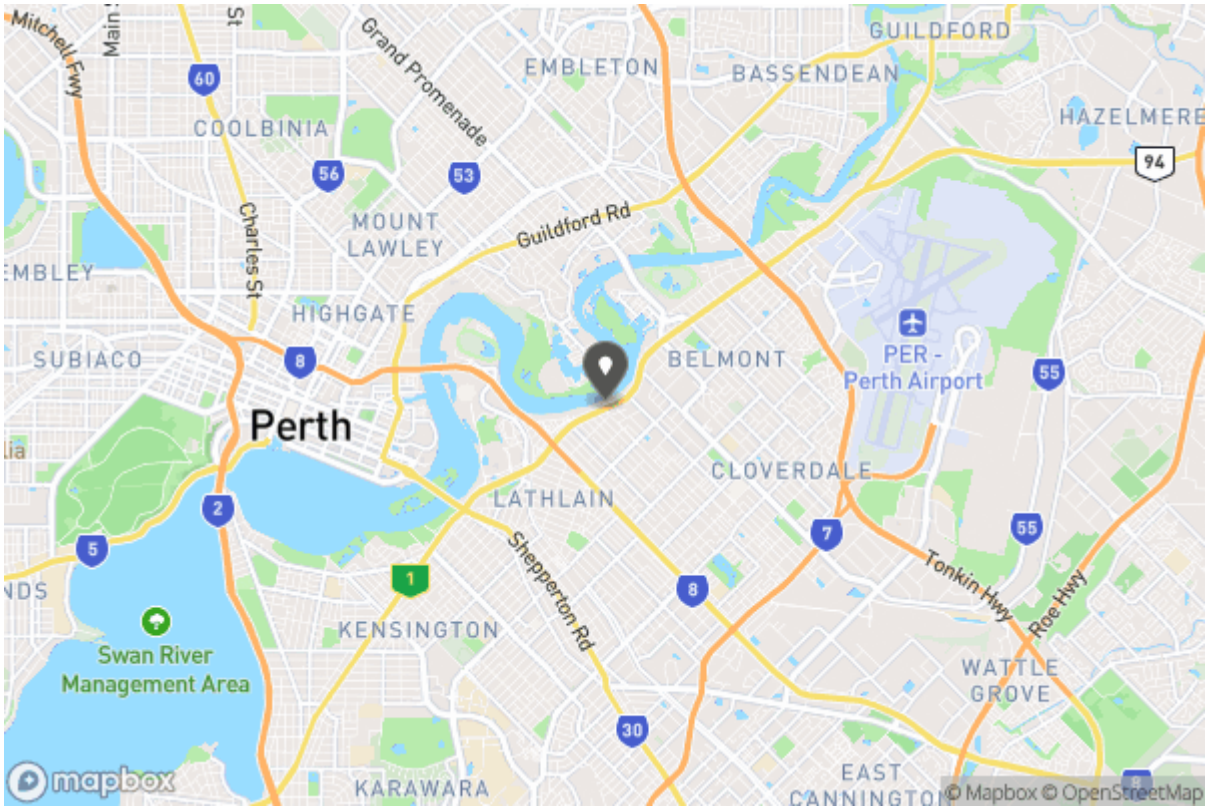 Mitchell Fwy
Main S
St
Grand Promenade
GUILDFORD
EMBLETON
BASSENDEAN
60
HAZELMERE
COOLBINIA
94
56
53
MOUNT
LAWLEY
Guildford Rd
Charles St
EMBLEY
HIGHGATE
SUBIACO
8
BELMONT
PER -
Perth Airport
55
Perth
lia
CLOVERDALE
LATHLAIN
2
5
55
7
Shepperton Rd
Tonkin Hwy
1
8
NDS
Roe Hwy
KENSINGTON
Swan River
Management Area
WATTLE
GROVE
30
KARAWARA
EAST
CANNINGTON
8
mapbox
© Mapbox © OpenStreetMap